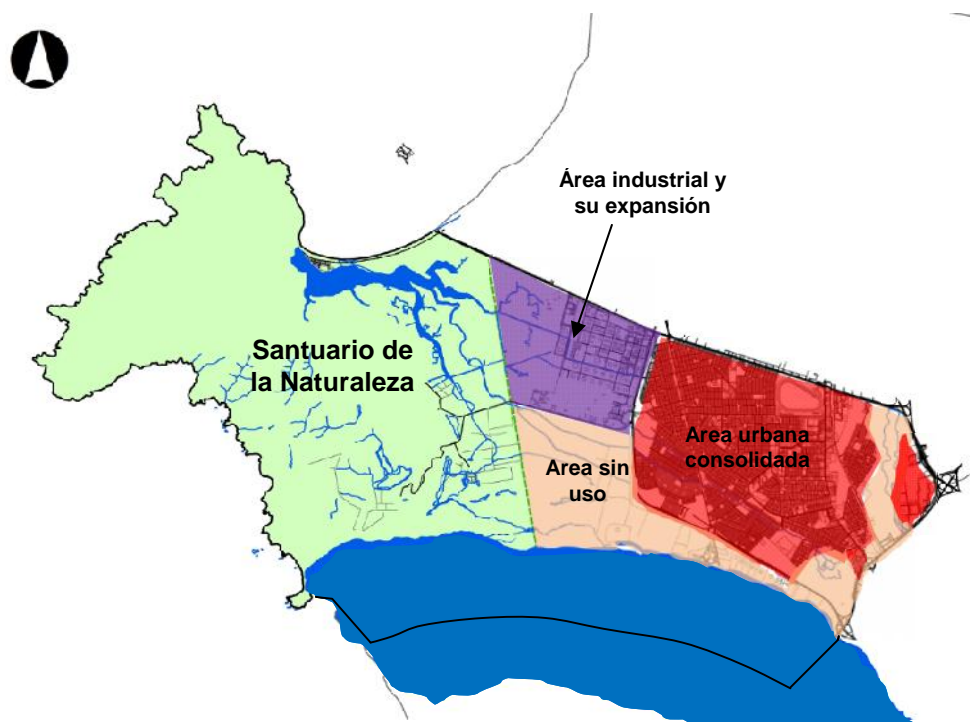 Área industrial y
su expansión
Santuario de
la Naturaleza
Area urbana
consolidada
Area sin
uso